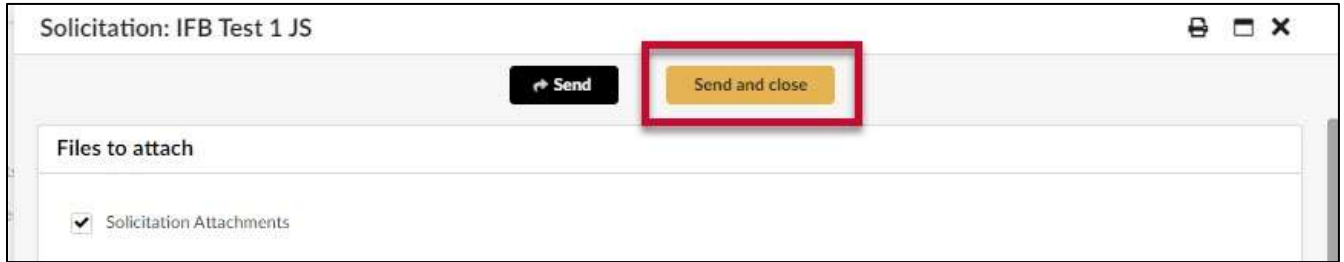 Solicitation: IFB Test 1 JS
Send
Send and close
Files to attach
Solicitation Attachments